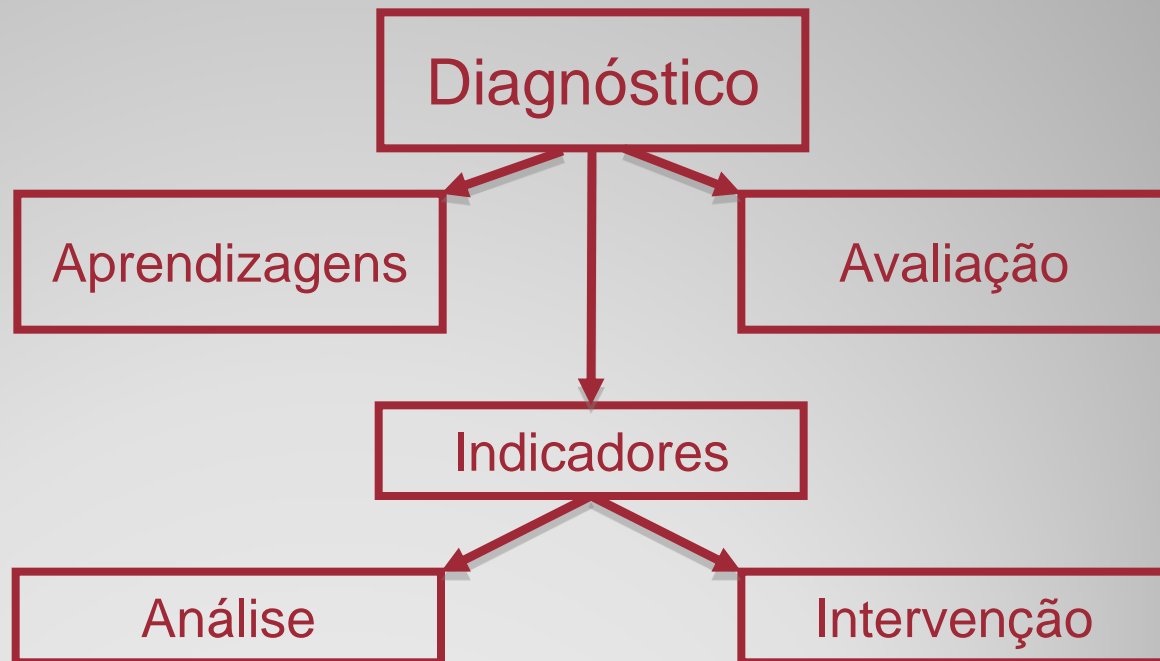 Diagnóstico
Aprendizagens
Avaliação
Indicadores
Análise
Intervenção